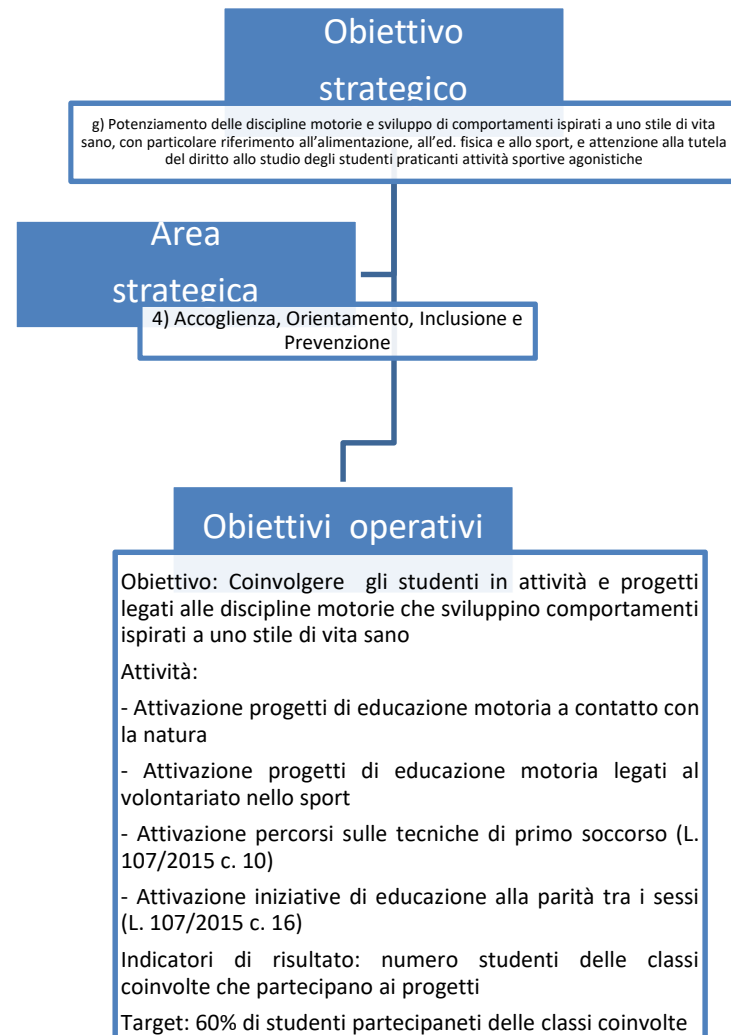 Obiettivo
strategico
g) Potenziamento delle discipline motorie e sviluppo di comportamenti ispirati a uno stile di vita
sano, con particolare riferimento all’alimentazione, all’ed. fisica e allo sport, e attenzione alla tutela
del diritto allo studio degli studenti praticanti attività sportive agonistiche
Area
strategica
4) Accoglienza, Orientamento, Inclusione e
Prevenzione
Obiettivi operativi
Obiettivo: Coinvolgere gli studenti in attività e progetti
legati alle discipline motorie che sviluppino comportamenti
ispirati a uno stile di vita sano
Attività:
- Attivazione progetti di educazione motoria a contatto con
la natura
- Attivazione progetti di educazione motoria legati al
volontariato nello sport
- Attivazione percorsi sulle tecniche di primo soccorso (L.
107/2015 c. 10)
- Attivazione iniziative di educazione alla parità tra i sessi
(L. 107/2015 c. 16)
Indicatori di risultato: numero studenti delle classi
coinvolte che partecipano ai progetti
Target: 60% di studenti partecipaneti delle classi coinvolte